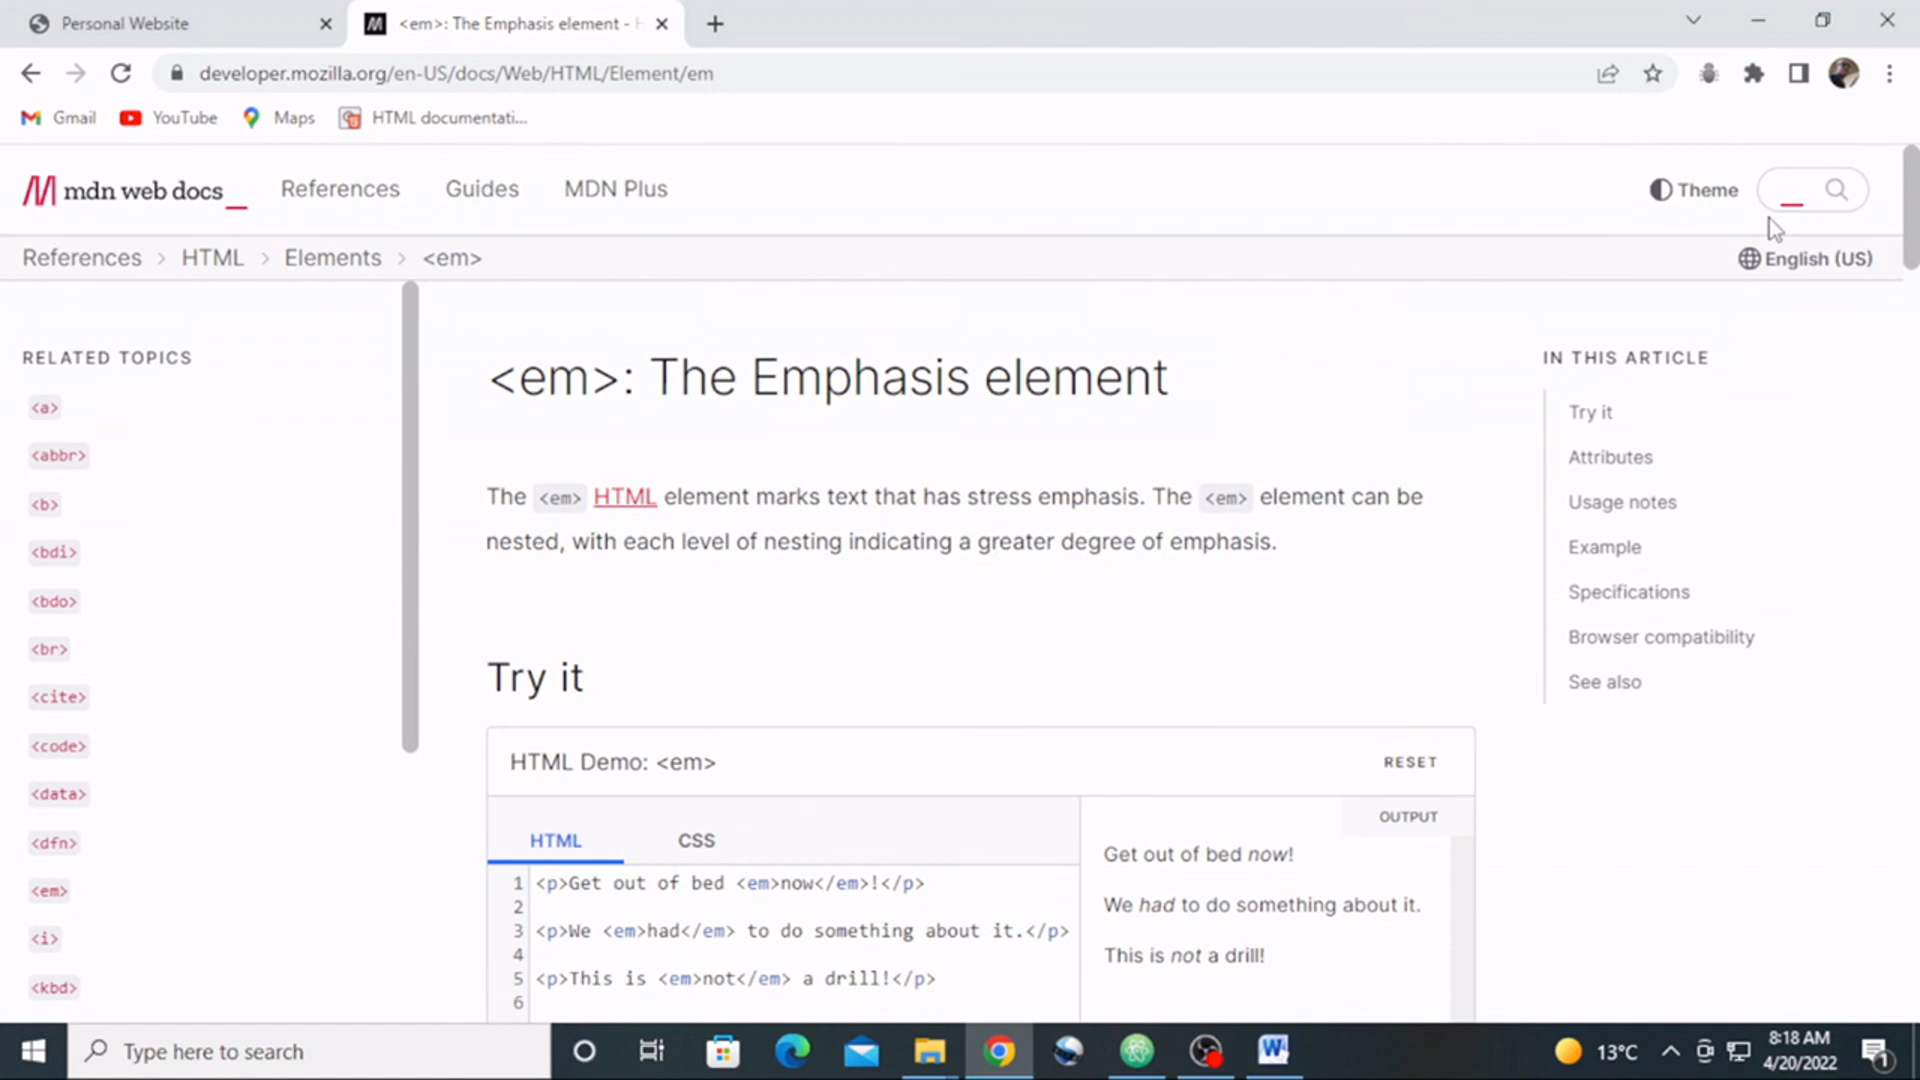 Personal Website
<em>: The Emphasis element - H
developer.mozilla.org/en-US/docs/Web/HTML/Element/em
Gmail
YouTube
Maps
HTML documentati...
mdn web docs_
References
Guides
MDN Plus
Theme
References > HTML > Elements > <em>
English (US)
RELATED TOPICS
<a>
<abbr>
<b>
<bdi>
<bdo>
<br>
<cite>
<code>
<data>
<dfn>
<em>
<i>
<kbd>
<em>: The Emphasis element
The <em> HTML element marks text that has stress emphasis. The <em> element can be
nested, with each level of nesting indicating a greater degree of emphasis.
Try it
HTML Demo: <em>
RESET
HTML
CSS
1 <p>Get out of bed <em>now</em>!</p>
2
3 <p>We <em>had</em> to do something about it.</p>
4
5 <p>This is <em>not</em> a drill!</p>
6
OUTPUT
Get out of bed now!
We had to do something about it.
This is not a drill!
IN THIS ARTICLE
Try it
Attributes
Usage notes
Example
Specifications
Browser compatibility
See also
Type here to search
13°C
8:18 AM
4/20/2022
1